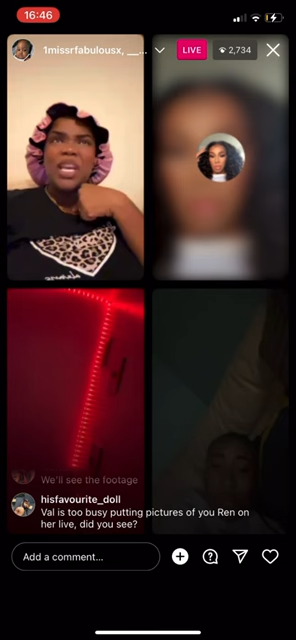 16:46
1missrfabulousx, __... LIVE 2,734
We'll see the footage
hisfavourite_doll
Val is too busy putting pictures of you Ren on
her live, did you see?
Add a comment...